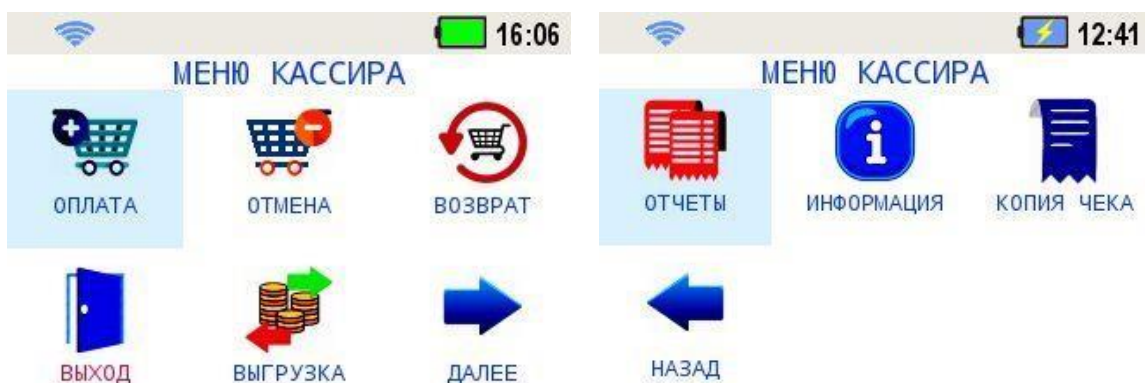 16:06
МЕНЮ КАССИРА
ОПЛАТА ОТМЕНА ВОЗВРАТ
ВЫХОД ВЫГРУЗКА ДАЛЕЕ
12:41
МЕНЮ КАССИРА
ОТЧЕТЫ ИНФОРМАЦИЯ КОПИЯ ЧЕКА
НАЗАД